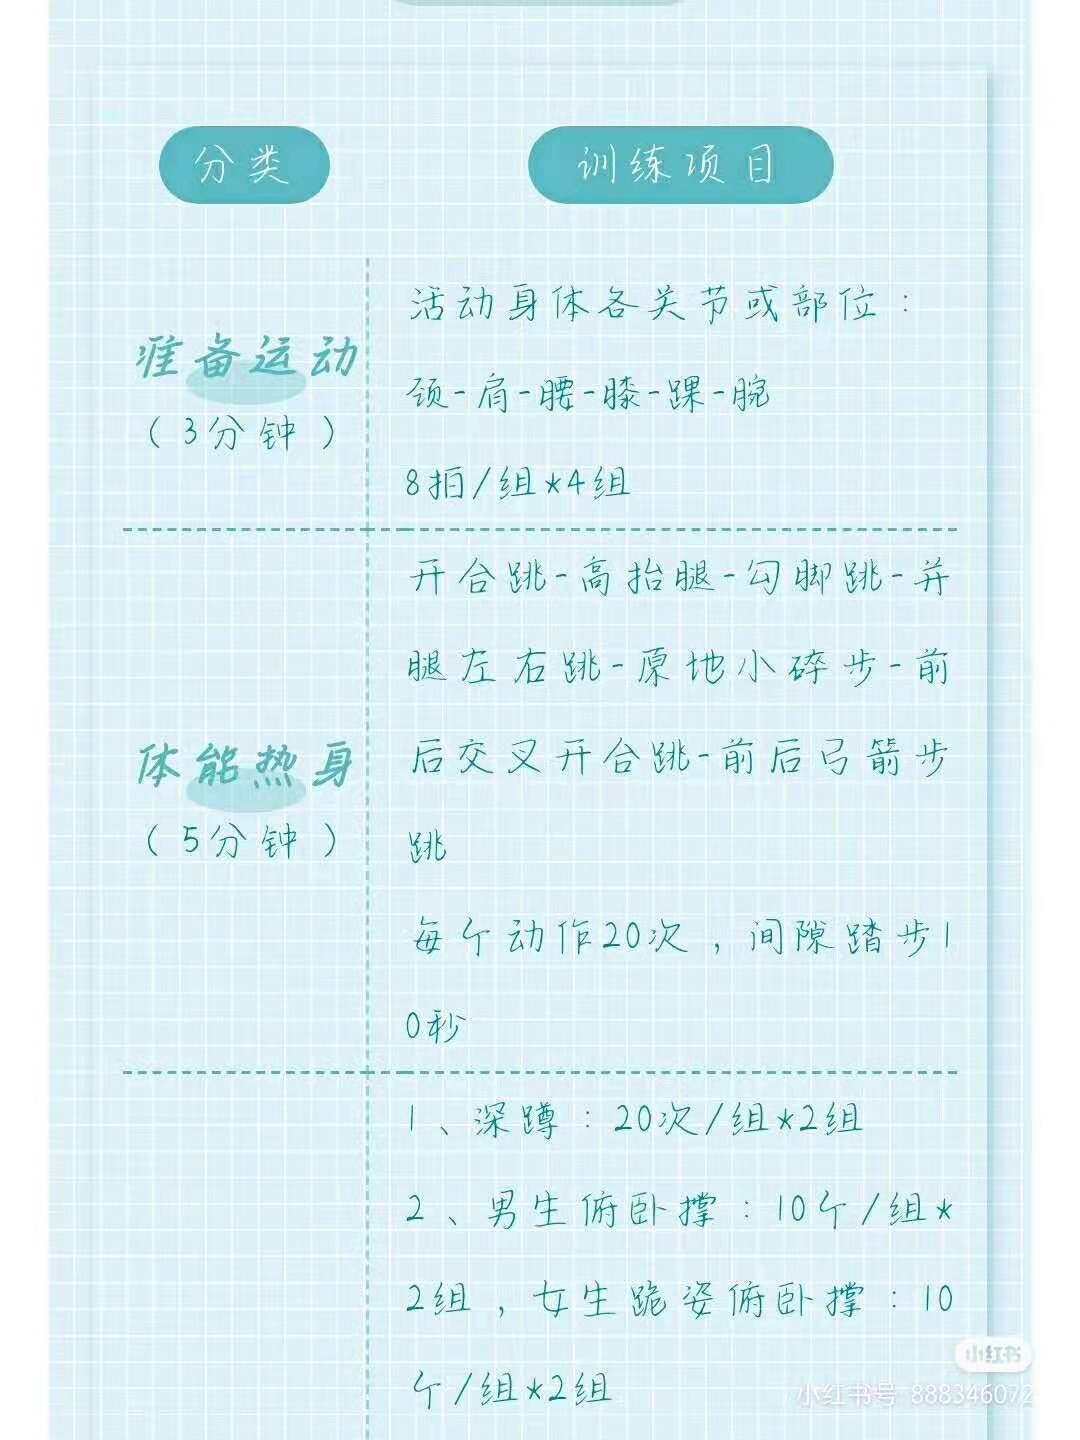 分类
训练项目
准备运动
（3分钟）
活动身体各关节或部位：
颈-肩-腰-膝-踝-腕
8拍/组*4组
体能热身
（5分钟）
开合跳-高抬腿-勾脚跳-并
腿左右跳-原地小碎步-前
后交叉开合跳-前后弓箭步
跳
每个动作20次，间隙踏步1
0秒
1、深蹲：20次/组*2组
2、男生俯卧撑：10个/组*
2组，女生跪姿俯卧撑：10
个/组*2组
小红书
小红书号 888346072